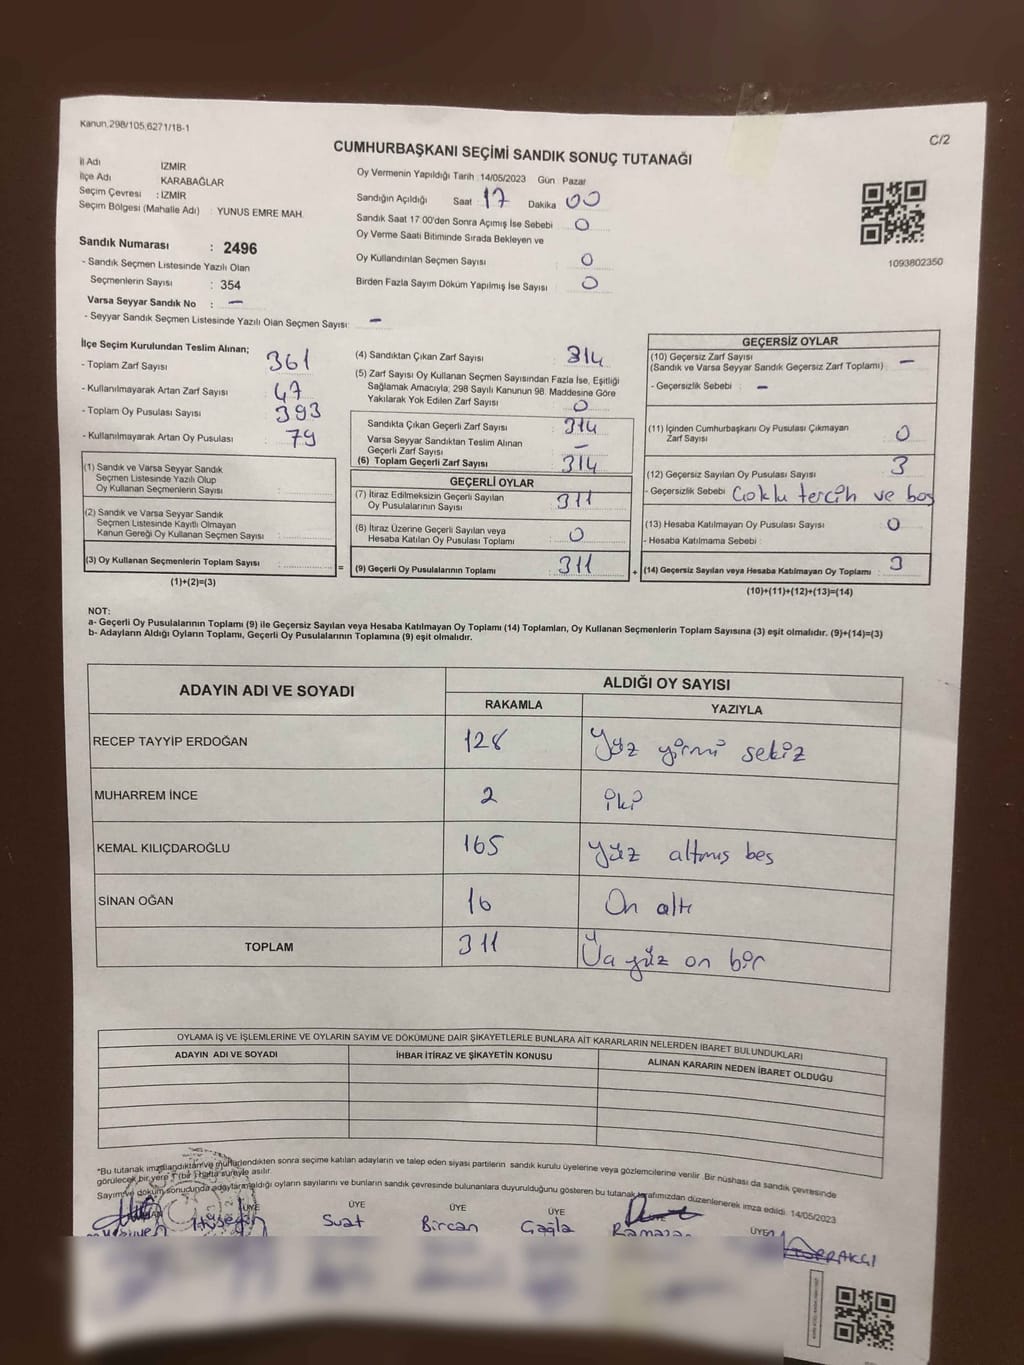 Kanun,298/105,6271/18-1
C/2
CUMHURBAŞKANI SEÇİMİ SANDIK SONUÇ TUTANAĞI
İl Adı İZMİR
İlçe Adı KARABAĞLAR
Seçim Çevresi : İZMİR
Seçim Bölgesi (Mahalle Adı) : YUNUS EMRE MAH.
Sandık Numarası : 2496
- Sandık Seçmen Listesinde Yazılı Olan
Seçmenlerin Sayısı : 354
Varsa Seyyar Sandık No : -
- Seyyar Sandık Seçmen Listesinde Yazılı Olan Seçmen Sayısı: -
Oy Vermenin Yapıldığı Tarih :14/05/2023 Gün Pazar
Sandığın Açıldığı Saat 17 Dakika 00
Sandık Saat 17 00'den Sonra Açımış İse Sebebi 0
Oy Verme Saati Bitiminde Sırada Bekleyen ve
Oy Kullandırılan Seçmen Sayısı 0
Birden Fazla Sayım Döküm Yapılmış İse Sayısı 0
1093802350
İlçe Seçim Kurulundan Teslim Alınan;
- Toplam Zarf Sayısı : 361
- Kullanılmayarak Artan Zarf Sayısı : 47
- Toplam Oy Pusulası Sayısı : 393
- Kullanılmayarak Artan Oy Pusulası : 79
(1) Sandık ve Varsa Seyyar Sandık
Seçmen Listesinde Yazılı Olup
Oy Kullanan Seçmenlerin Sayısı :
(2) Sandık ve Varsa Seyyar Sandık
Seçmen Listesinde Kayıtlı Olmayan
Kanun Gereği Oy Kullanan Seçmen Sayısı :
(3) Oy Kullanan Seçmenlerin Toplam Sayısı :
(1)+(2)=(3)
=
(4) Sandıktan Çıkan Zarf Sayısı : 314
(5) Zarf Sayısı Oy Kullanan Seçmen Sayısından Fazla İse, Eşitliği
Sağlamak Amacıyla; 298 Sayılı Kanunun 98. Maddesine Göre
Yakılarak Yok Edilen Zarf Sayısı : 0
Sandıkta Çıkan Geçerli Zarf Sayısı : 314
Varsa Seyyar Sandıktan Teslim Alınan
Geçerli Zarf Sayısı : -
(6) Toplam Geçerli Zarf Sayısı : 314
GEÇERLİ OYLAR
(7) İtiraz Edilmeksizin Geçerli Sayılan
Oy Pusulalarının Sayısı : 311
(8) İtiraz Üzerine Geçerli Sayılan veya
Hesaba Katılan Oy Pusulası Toplamı : 0
(9) Geçerli Oy Pusulalarının Toplamı : 311
+
GEÇERSİZ OYLAR
(10) Geçersiz Zarf Sayısı
(Sandık ve Varsa Seyyar Sandık Geçersiz Zarf Toplamı) : -
- Geçersizlik Sebebi : -
(11) İçinden Cumhurbaşkanı Oy Pusulası Çıkmayan
Zarf Sayısı 0
(12) Geçersiz Sayılan Oy Pusulası Sayısı 3
- Geçersizlik Sebebi Çoklu tercih ve boş
(13) Hesaba Katılmayan Oy Pusulası Sayısı 0
- Hesaba Katılmama Sebebi :
(14) Geçersiz Sayılan veya Hesaba Katılmayan Oy Toplamı : 3
(10)+(11)+(12)+(13)=(14)
NOT:
a- Geçerli Oy Pusulalarının Toplamı (9) ile Geçersiz Sayılan veya Hesaba Katılmayan Oy Toplamı (14) Toplamları, Oy Kullanan Seçmenlerin Toplam Sayısına (3) eşit olmalıdır. (9)+(14)=(3)
b- Adayların Aldığı Oyların Toplamı, Geçerli Oy Pusulalarının Toplamına (9) eşit olmalıdır.
ADAYIN ADI VE SOYADI ALDIĞI OY SAYISI
RAKAMLA YAZIYLA
RECEP TAYYİP ERDOĞAN 128 Yüz yirmi sekiz
MUHARREM İNCE 2 iki
KEMAL KILIÇDAROĞLU 165 yüz altmış beş
SİNAN OĞAN 16 On altı
TOPLAM 311 Üç yüz on bir
OYLAMA İŞ VE İŞLEMLERİNE VE OYLARIN SAYIM VE DÖKÜMÜNE DAİR ŞİKAYETLERLE BUNLARA AİT KARARLARIN NELERDEN İBARET BULUNDUKLARI
ADAYIN ADI VE SOYADI İHBAR İTİRAZ VE ŞİKAYETİN KONUSU ALINAN KARARIN NEDEN İBARET OLDUĞU
*Bu tutanak imzalandıktan ve mühürlendikten sonra seçime katılan adayların ve talep eden siyasi partilerin sandık kurulu üyelerine veya gözlemcilerine verilir. Bir nüshası da sandık çevresinde
görülecek bir yere 1 (bir) hafta süreyle asılır.
Sayım ve döküm sonucunda adayların aldığı oyların sayılarını ve bunların sandık çevresinde bulunanlara duyurulduğunu gösteren bu tutanak tarafımızdan düzenlenerek imza edildi. 14/05/2023
ÜYE ÜYE ÜYE ÜYE ÜYE
Suat Bircan Çağla Ramazan